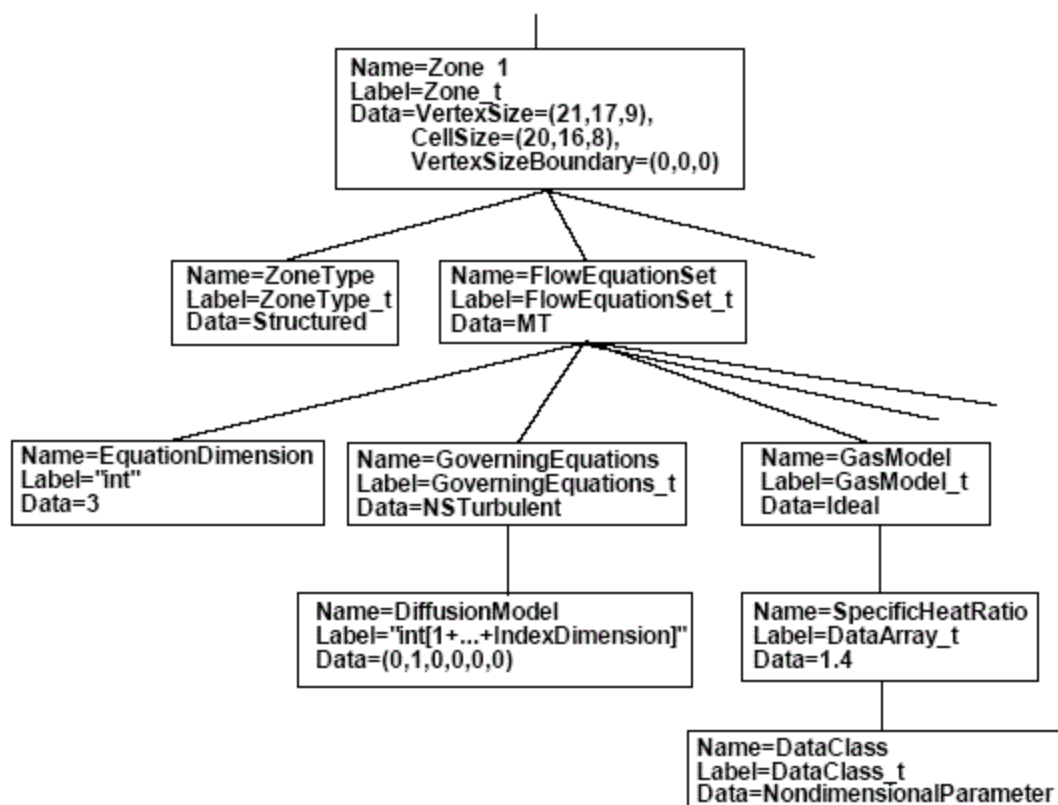 Name=Zone 1
Label=Zone_t
Data=VertexSize=(21,17,9),
CellSize=(20,16,8),
VertexSizeBoundary=(0,0,0)
Name=ZoneType
Label=ZoneType_t
Data=Structured
Name=FlowEquationSet
Label=FlowEquationSet_t
Data=MT
Name=EquationDimension
Label="int"
Data=3
Name=GoverningEquations
Label=GoverningEquations_t
Data=NSTurbulent
Name=GasModel
Label=GasModel_t
Data=Ideal
Name=DiffusionModel
Label="int[1+...+IndexDimension]"
Data=(0,1,0,0,0,0)
Name=SpecificHeatRatio
Label=DataArray_t
Data=1.4
Name=DataClass
Label=DataClass_t
Data=NondimensionalParameter